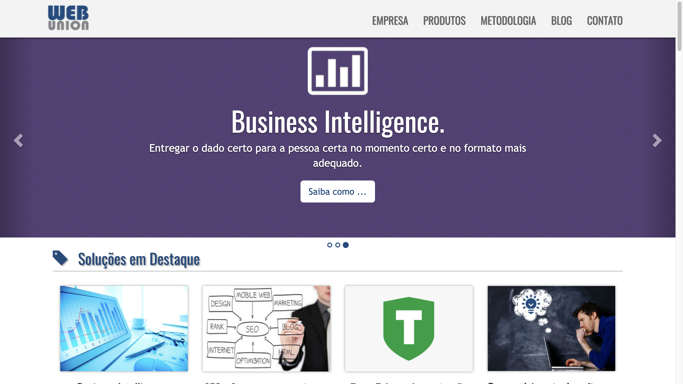 WEB
UNION
EMPRESA PRODUTOS METODOLOGIA BLOG CONTATO
Business Intelligence.
Entregar o dado certo para a pessoa certa no momento certo e no formato mais
adequado.
Saiba como ...
Soluções em Destaque
MOBILE WEB
DESIGN
MARKETING
RANK
SEO
BLOG
INTERNET
HTML
OPTIMIZATION
T